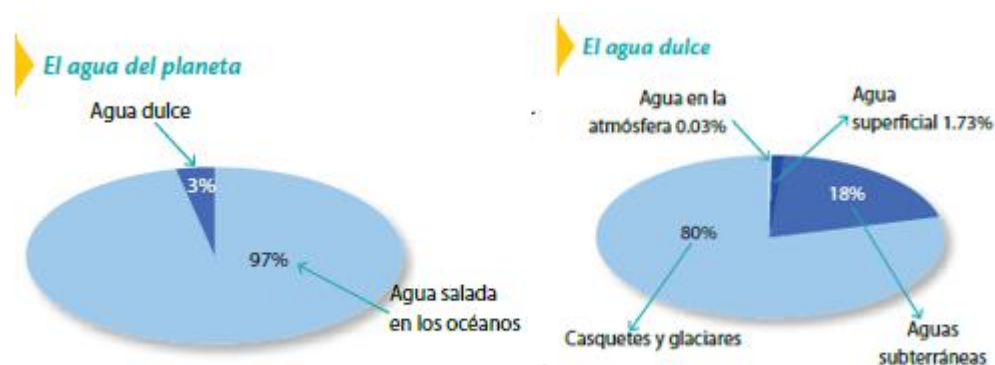 El agua del planeta
Agua dulce
3%
97%
Agua salada
en los océanos
El agua dulce
Agua en la
atmósfera 0.03%
Agua
superficial 1.73%
18%
80%
Casquetes y glaciares
Aguas
subterráneas